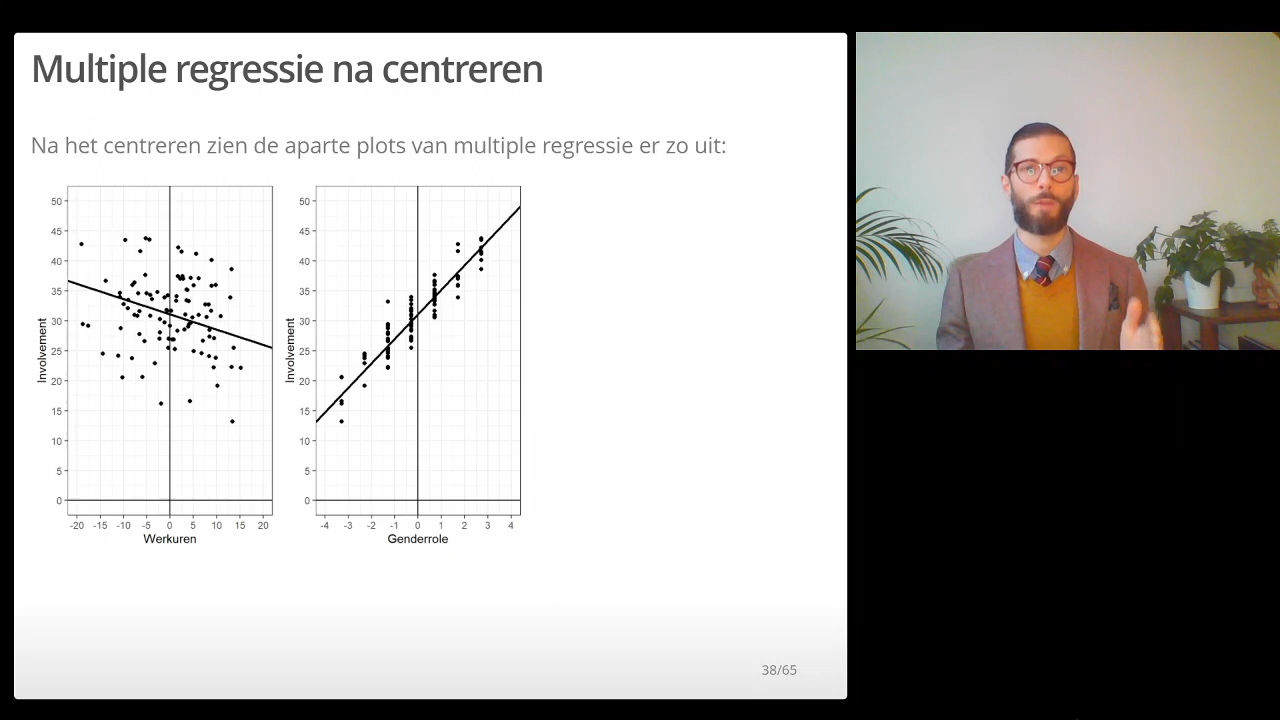 Multiple regressie na centreren
Na het centreren zien de aparte plots van multiple regressie er zo uit:
50
45
40
35
30
25
20
15
10
5
0
Involvement
-20 -15 -10 -5 0 5 10 15 20
Werkuren
50
45
40
35
30
25
20
15
10
5
0
Involvement
-4 -3 -2 -1 0 1 2 3 4
Genderrole
38/65